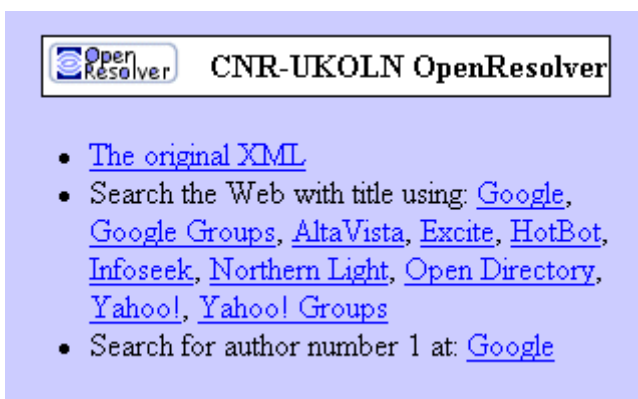 Open
Resolver
CNR-UKOLN OpenResolver
• The original XML
• Search the Web with title using: Google,
Google Groups, AltaVista, Excite, HotBot,
Infoseek, Northern Light, Open Directory,
Yahoo!, Yahoo! Groups
• Search for author number 1 at: Google